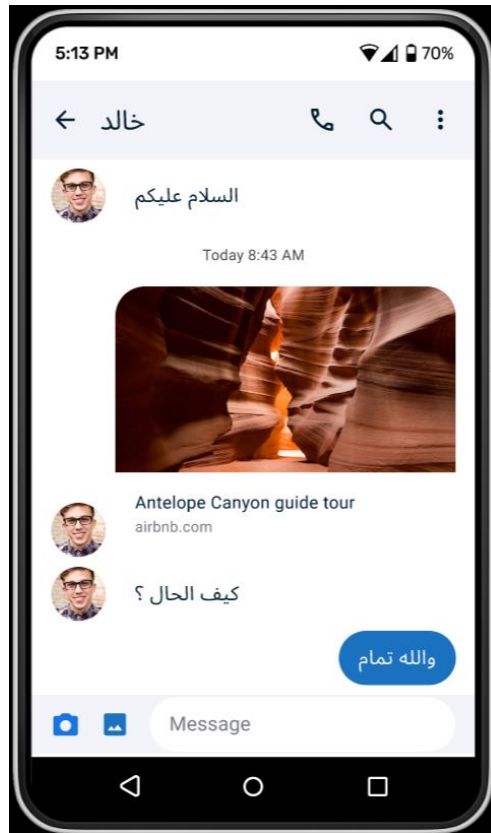 5:13 PM
70%
خالد
السلام عليكم
Today 8:43 AM
Antelope Canyon guide tour
airbnb.com
كيف الحال ؟
والله تمام
Message